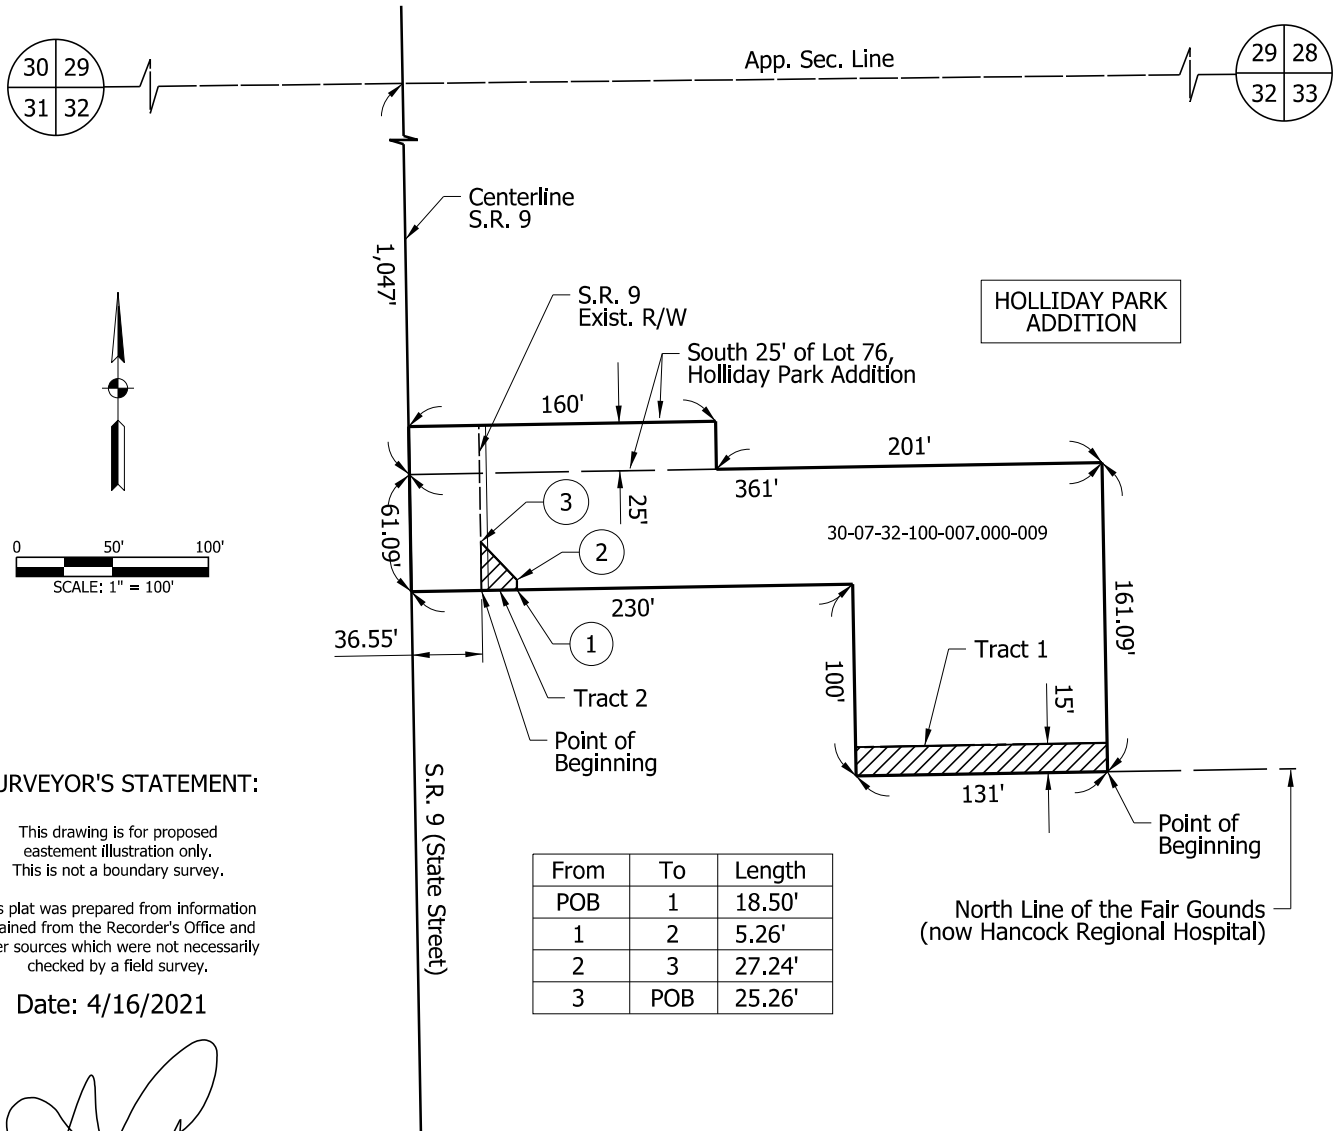 30 29
31 32
App. Sec. Line
29 28
32 33
Centerline
S.R. 9
1,047'
S.R. 9
Exist. R/W
HOLLIDAY PARK
ADDITION
South 25' of Lot 76,
Holliday Park Addition
160'
201'
361'
25'
3
61.09'
30-07-32-100-007.000-009
0 50' 100'
SCALE: 1" = 100'
2
230'
161.09'
36.55'
1
Tract 1
100'
15'
Tract 2
Point of
Beginning
131'
S.R. 9 (State Street)
Point of
Beginning
North Line of the Fair Gounds
(now Hancock Regional Hospital)
From To Length
POB 1 18.50'
1 2 5.26'
2 3 27.24'
3 POB 25.26'
URVEYOR'S STATEMENT:
This drawing is for proposed
eastement illustration only.
This is not a boundary survey.
s plat was prepared from information
ained from the Recorder's Office and
er sources which were not necessarily
checked by a field survey.
Date: 4/16/2021